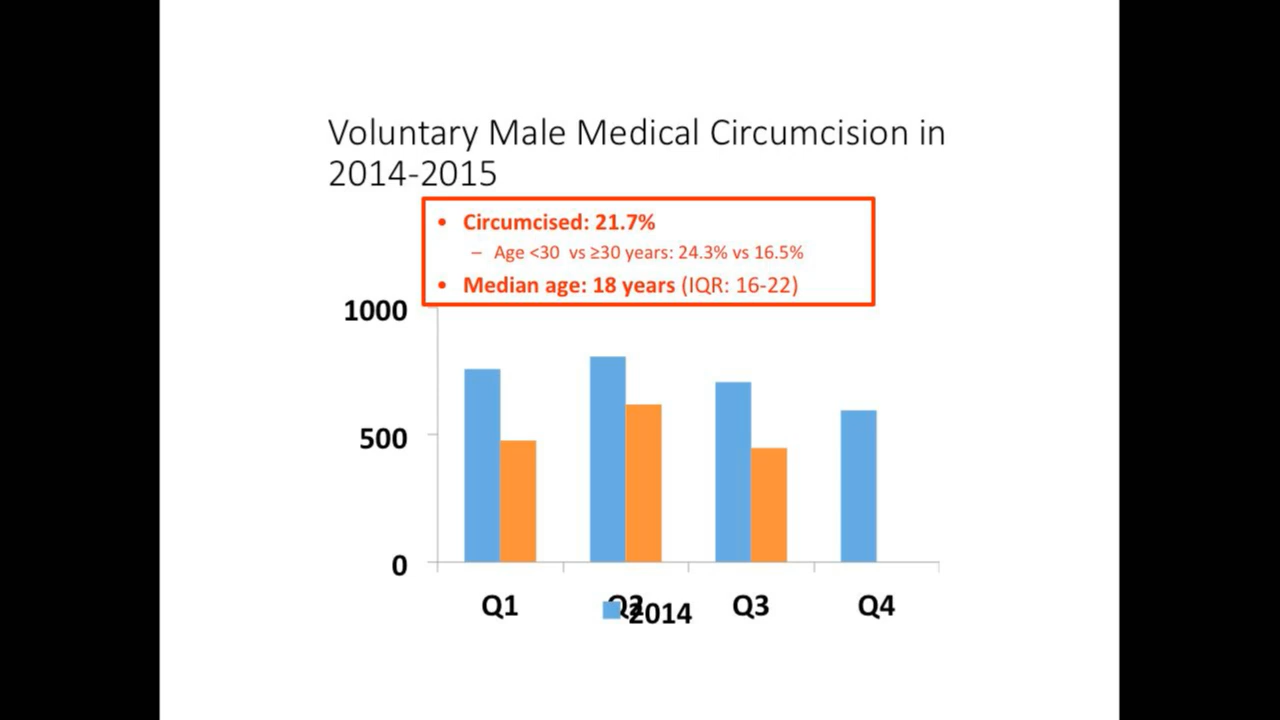 Voluntary Male Medical Circumcision in
2014-2015
• Circumcised: 21.7%
– Age <30 vs ≥30 years: 24.3% vs 16.5%
• Median age: 18 years (IQR: 16-22)
1000
500
0
Q1 Q2 Q3 Q4
2014